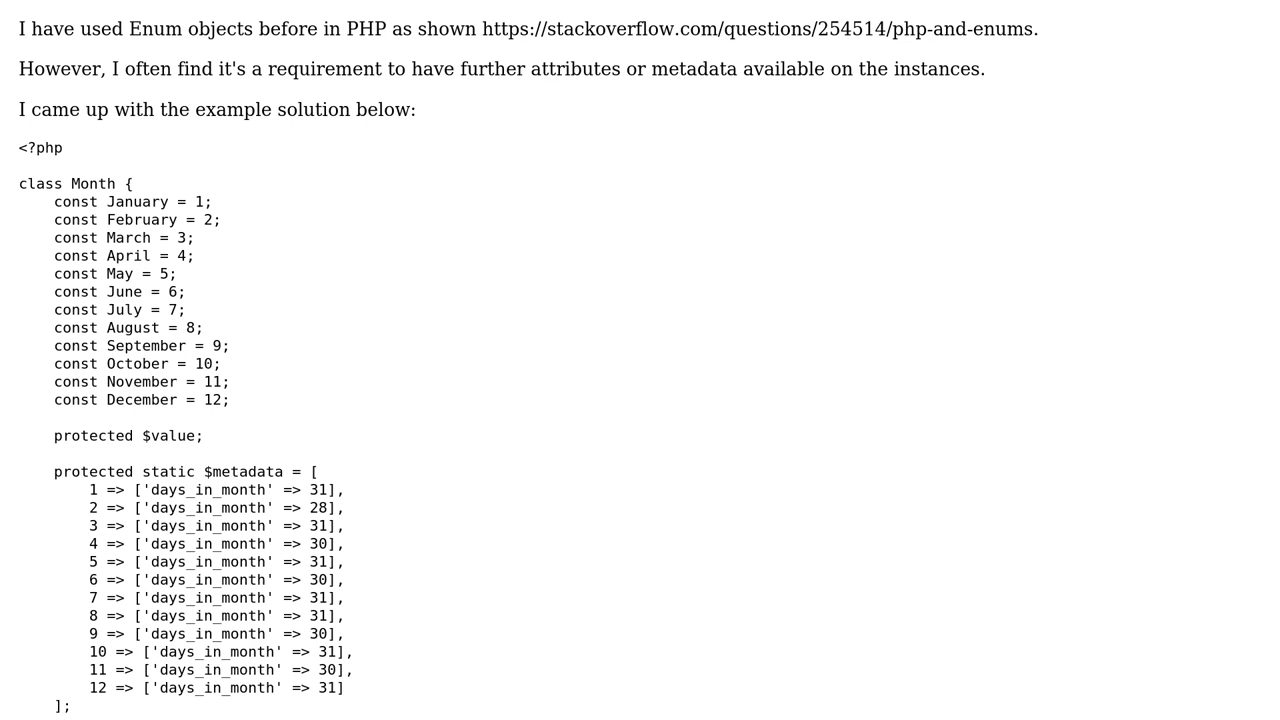 I have used Enum objects before in PHP as shown https://stackoverflow.com/questions/254514/php-and-enums.
However, I often find it's a requirement to have further attributes or metadata available on the instances.
I came up with the example solution below:
<?php
class Month {
    const January = 1;
    const February = 2;
    const March = 3;
    const April = 4;
    const May = 5;
    const June = 6;
    const July = 7;
    const August = 8;
    const September = 9;
    const October = 10;
    const November = 11;
    const December = 12;
    protected $value;
    protected static $metadata = [
        1 => ['days_in_month' => 31],
        2 => ['days_in_month' => 28],
        3 => ['days_in_month' => 31],
        4 => ['days_in_month' => 30],
        5 => ['days_in_month' => 31],
        6 => ['days_in_month' => 30],
        7 => ['days_in_month' => 31],
        8 => ['days_in_month' => 31],
        9 => ['days_in_month' => 30],
        10 => ['days_in_month' => 31],
        11 => ['days_in_month' => 30],
        12 => ['days_in_month' => 31]
    ];